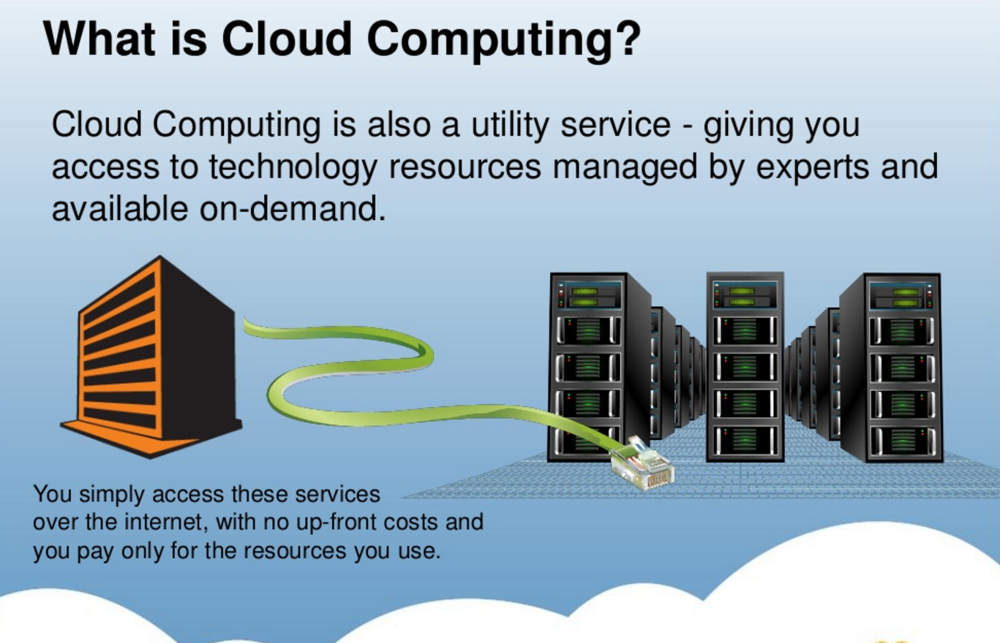 What is Cloud Computing?
Cloud Computing is also a utility service - giving you
access to technology resources managed by experts and
available on-demand.
You simply access these services
over the internet, with no up-front costs and
you pay only for the resources you use.